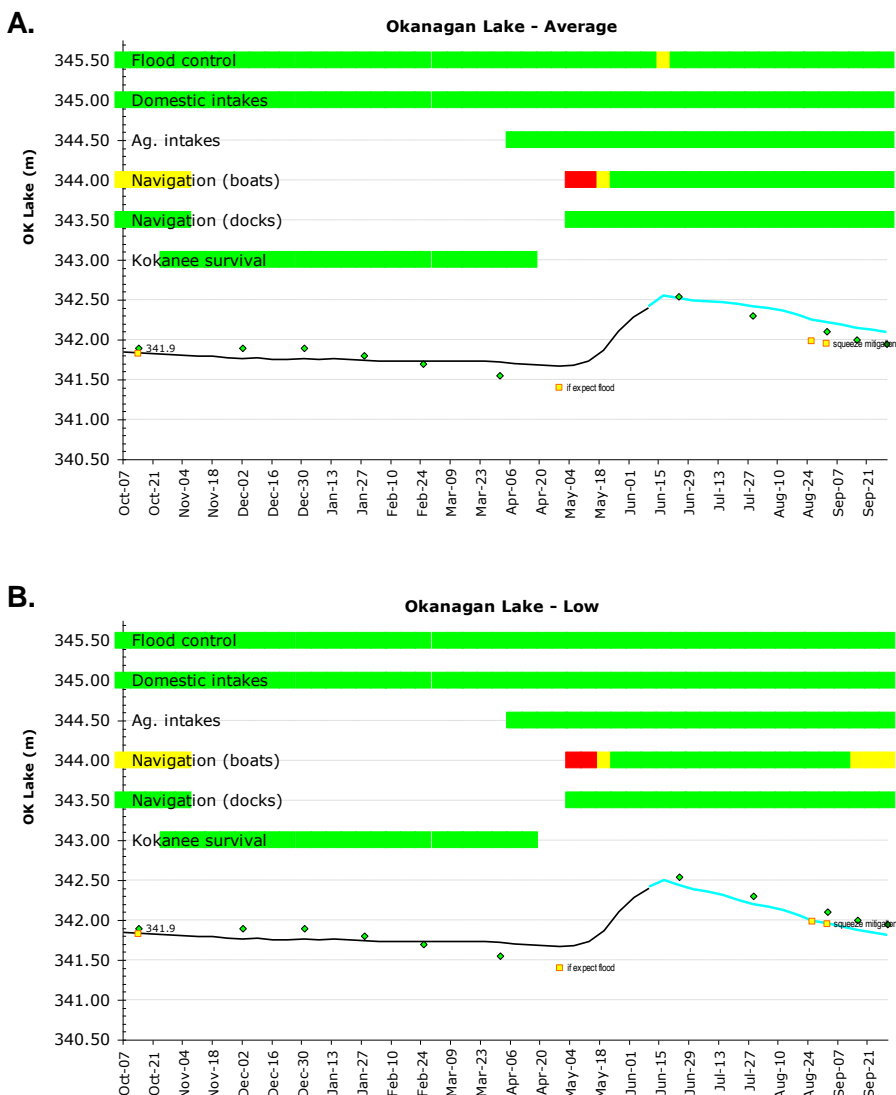 A.
Okanagan Lake - Average
OK Lake (m)
345.50
Flood control
345.00
Domestic intakes
344.50
Ag. intakes
344.00
Navigation (boats)
343.50
Navigation (docks)
343.00
Kokanee survival
342.50
342.00
341.9
squeeze mitigation
341.50
if expect flood
341.00
340.50
Oct-07
Oct-21
Nov-04
Nov-18
Dec-02
Dec-16
Dec-30
Jan-13
Jan-27
Feb-10
Feb-24
Mar-09
Mar-23
Apr-06
Apr-20
May-04
May-18
Jun-01
Jun-15
Jun-29
Jul-13
Jul-27
Aug-10
Aug-24
Sep-07
Sep-21
B.
Okanagan Lake - Low
OK Lake (m)
345.50
Flood control
345.00
Domestic intakes
344.50
Ag. intakes
344.00
Navigation (boats)
343.50
Navigation (docks)
343.00
Kokanee survival
342.50
342.00
341.9
squeeze mitigation
341.50
if expect flood
341.00
340.50
Oct-07
Oct-21
Nov-04
Nov-18
Dec-02
Dec-16
Dec-30
Jan-13
Jan-27
Feb-10
Feb-24
Mar-09
Mar-23
Apr-06
Apr-20
May-04
May-18
Jun-01
Jun-15
Jun-29
Jul-13
Jul-27
Aug-10
Aug-24
Sep-07
Sep-21